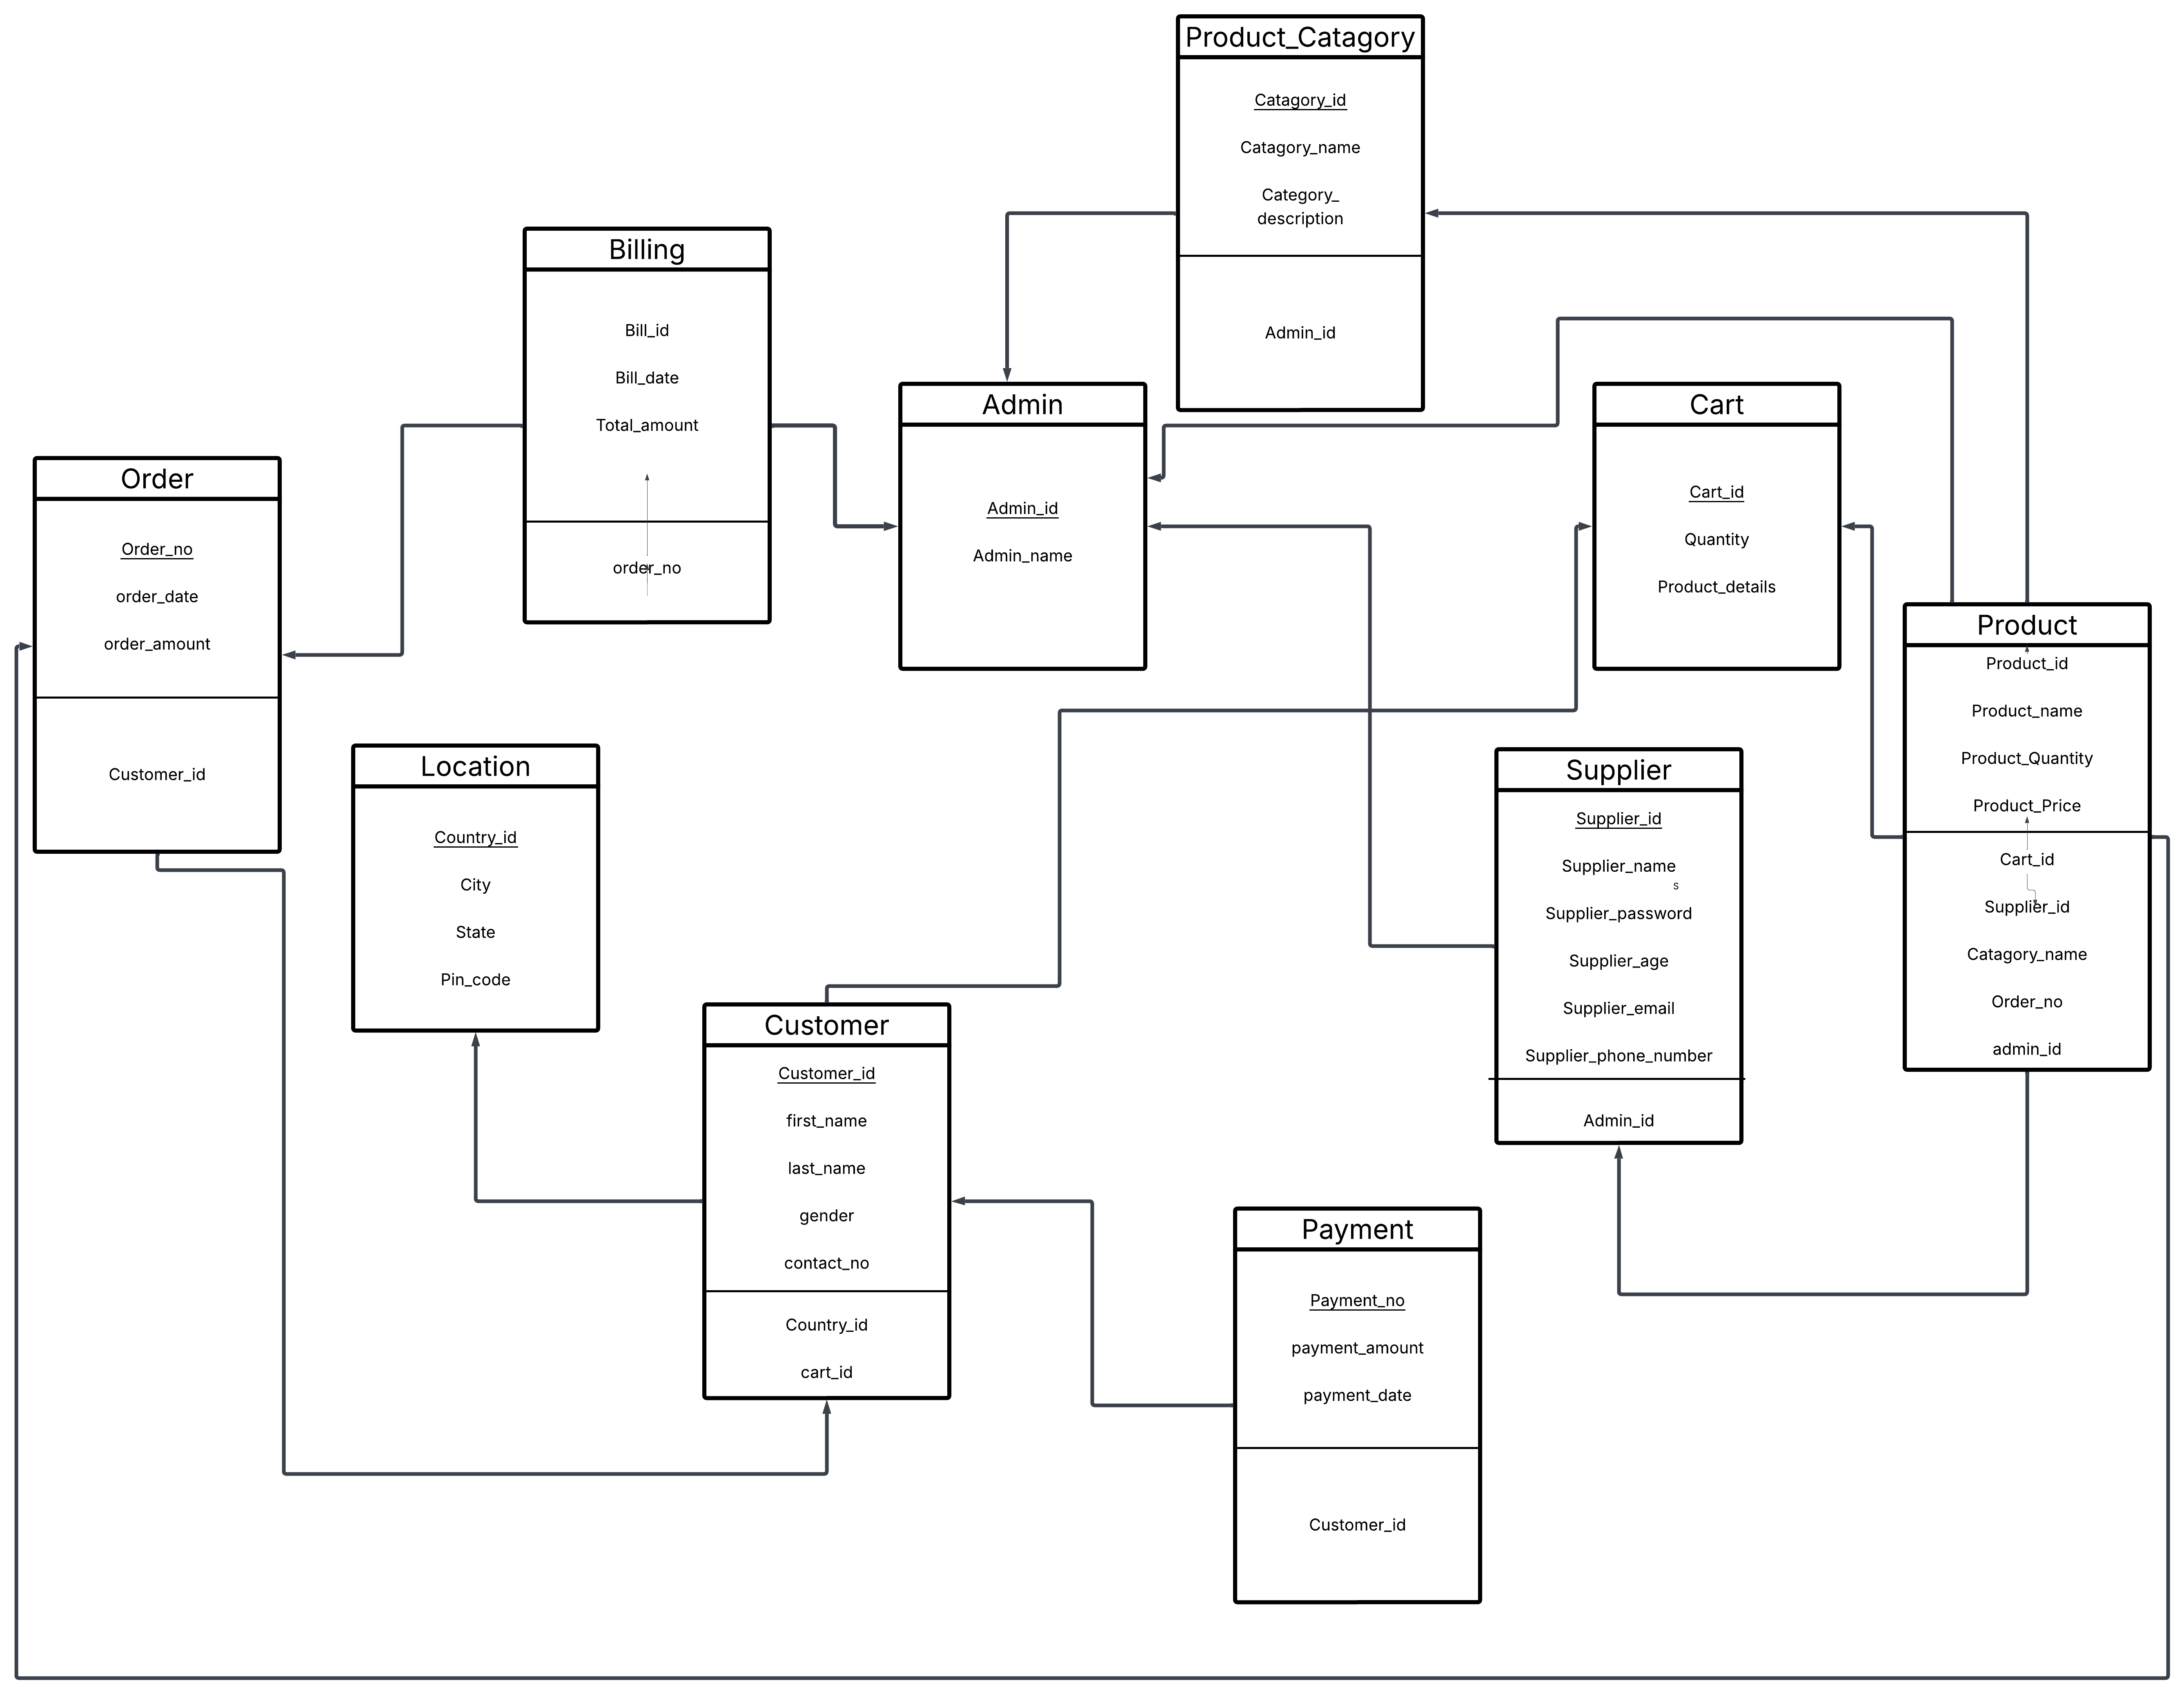 Product_Catagory
Catagory_id
Catagory_name
Category_
description
Admin_id
Billing
Bill_id
Bill_date
Total_amount
order_no
Admin
Admin_id
Admin_name
Cart
Cart_id
Quantity
Product_details
Order
Order_no
order_date
order_amount
Customer_id
Product
Product_id
Product_name
Product_Quantity
Product_Price
Cart_id
Supplier_id
Catagory_name
Order_no
admin_id
Location
Country_id
City
State
Pin_code
Supplier
Supplier_id
Supplier_name
s
Supplier_password
Supplier_age
Supplier_email
Supplier_phone_number
Admin_id
Customer
Customer_id
first_name
last_name
gender
contact_no
Country_id
cart_id
Payment
Payment_no
payment_amount
payment_date
Customer_id